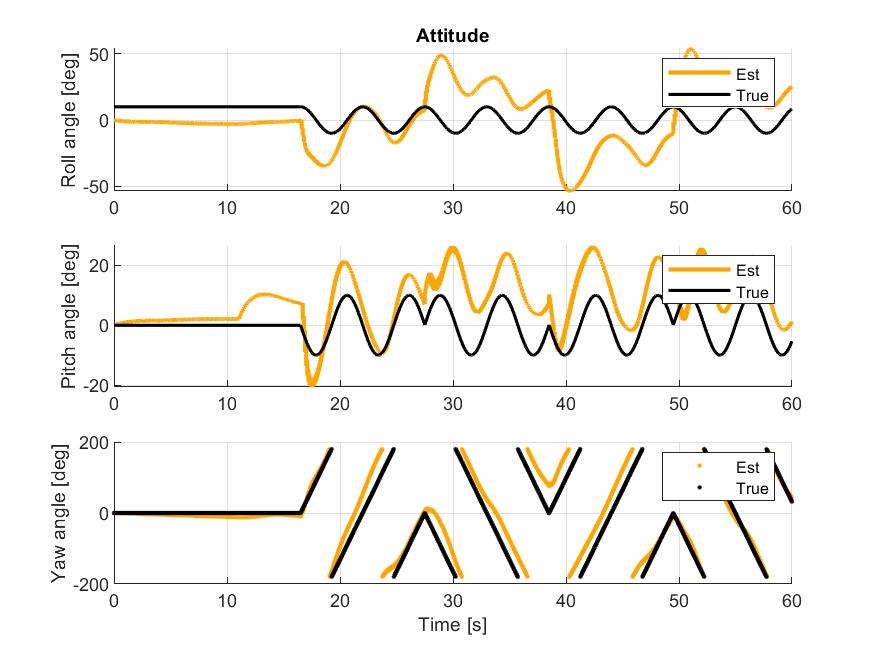 Attitude
Roll angle [deg]
50
0
-50
Est
True
0 10 20 30 40 50 60
Pitch angle [deg]
20
0
-20
Est
True
0 10 20 30 40 50 60
Yaw angle [deg]
200
0
-200
Est
True
0 10 20 30 40 50 60
Time [s]